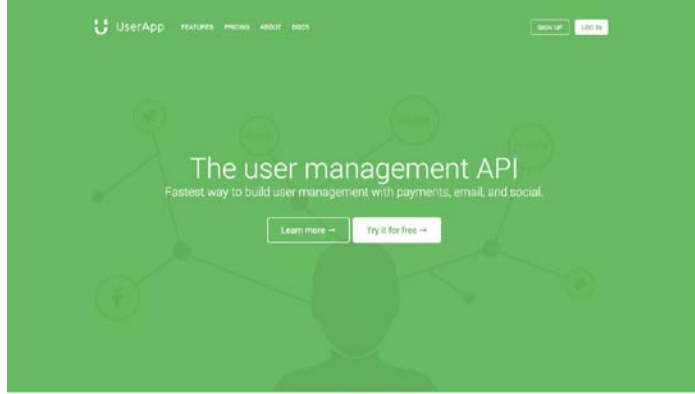 UserApp
FEATURES PRICING ABOUT DOCS
SIGN UP
LOG IN
The user management API
Fastest way to build user management with payments, email, and social.
Learn more →
Try it for free →